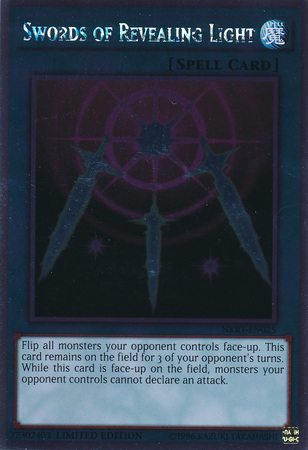 SWORDS OF REVEALING LIGHT
SPELL
[SPELL CARD]
Flip all monsters your opponent controls face-up. This
card remains on the field for 3 of your opponent's turns.
While this card is face-up on the field, monsters your
opponent controls cannot declare an attack.
LIMITED EDITION
©1996 KAZUKI TAKAHASHI